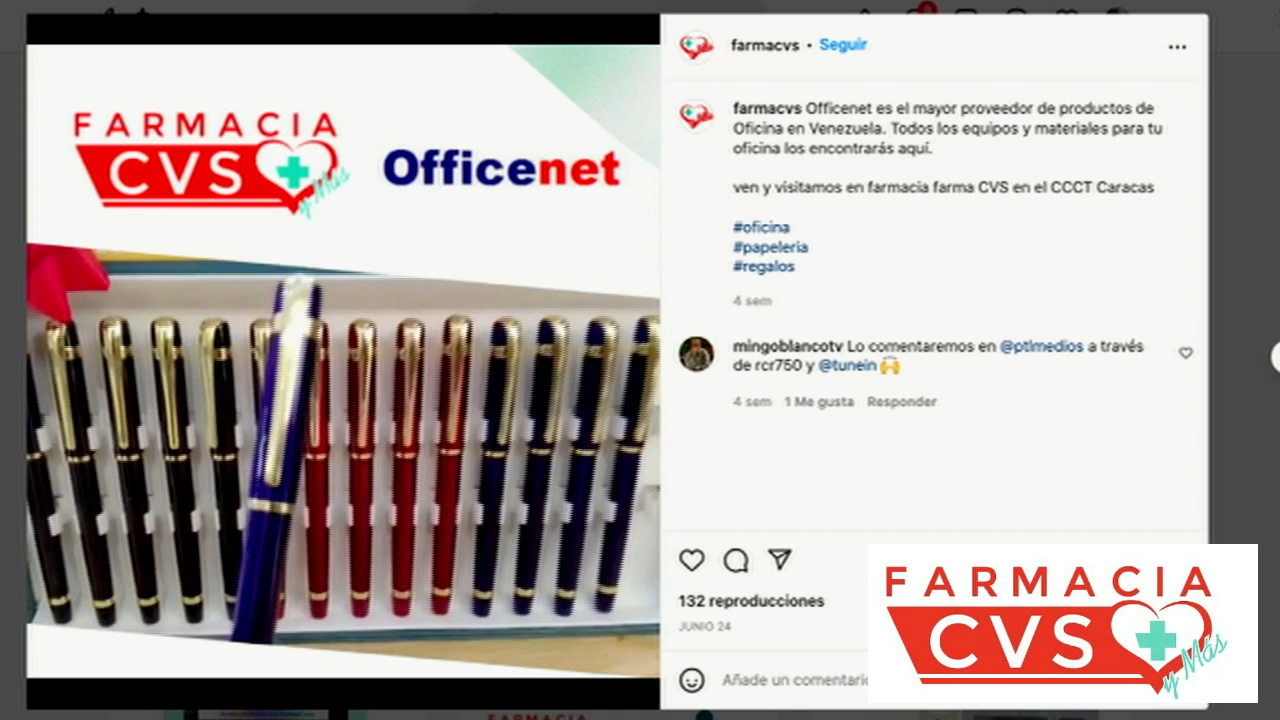 FARMACIA
CVS
y Más
Officenet
farmacvs • Seguir
farmacvs Officenet es el mayor proveedor de productos de
Oficina en Venezuela. Todos los equipos y materiales para tu
oficina los encontrarás aquí.
ven y visitamos en farmacia farma CVS en el CCCT Caracas
#oficina
#papelería
#regalos
4 sem
mingoblancotv Lo comentaremos en @ptlmedios a través
de rcr750 y @tunein 🙌
4 sem 1 Me gusta Responder
132 reproducciones
JUNIO 24
Añade un comentario
FARMACIA
CVS
y Más
FARMACIA